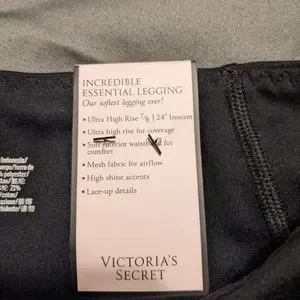 INCREDIBLE
ESSENTIAL LEGGING
Our softest legging ever!
• Ultra High Rise 7/8 | 24" Inseam
• Ultra high rise for coverage
• Soft interior waistband for
comfort
• Mesh fabric for airflow
• High shine accents
• Lace-up details
VICTORIA'S
SECRET
Indonesia/